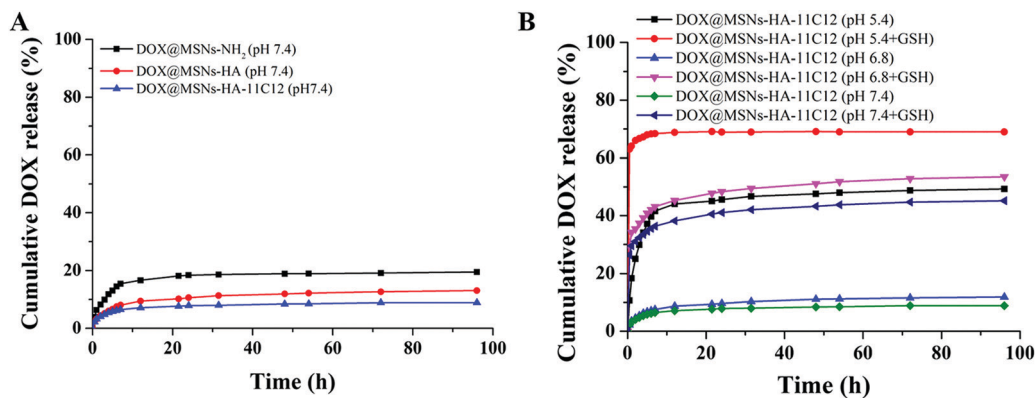 A
Cumulative DOX release (%)
100
80
60
40
20
0
DOX@MSNs-NH₂ (pH 7.4)
DOX@MSNs-HA (pH 7.4)
DOX@MSNs-HA-11C12 (pH7.4)
0 20 40 60 80 100
Time (h)
B
Cumulative DOX release (%)
100
80
60
40
20
0
DOX@MSNs-HA-11C12 (pH 5.4)
DOX@MSNs-HA-11C12 (pH 5.4+GSH)
DOX@MSNs-HA-11C12 (pH 6.8)
DOX@MSNs-HA-11C12 (pH 6.8+GSH)
DOX@MSNs-HA-11C12 (pH 7.4)
DOX@MSNs-HA-11C12 (pH 7.4+GSH)
0 20 40 60 80 100
Time (h)